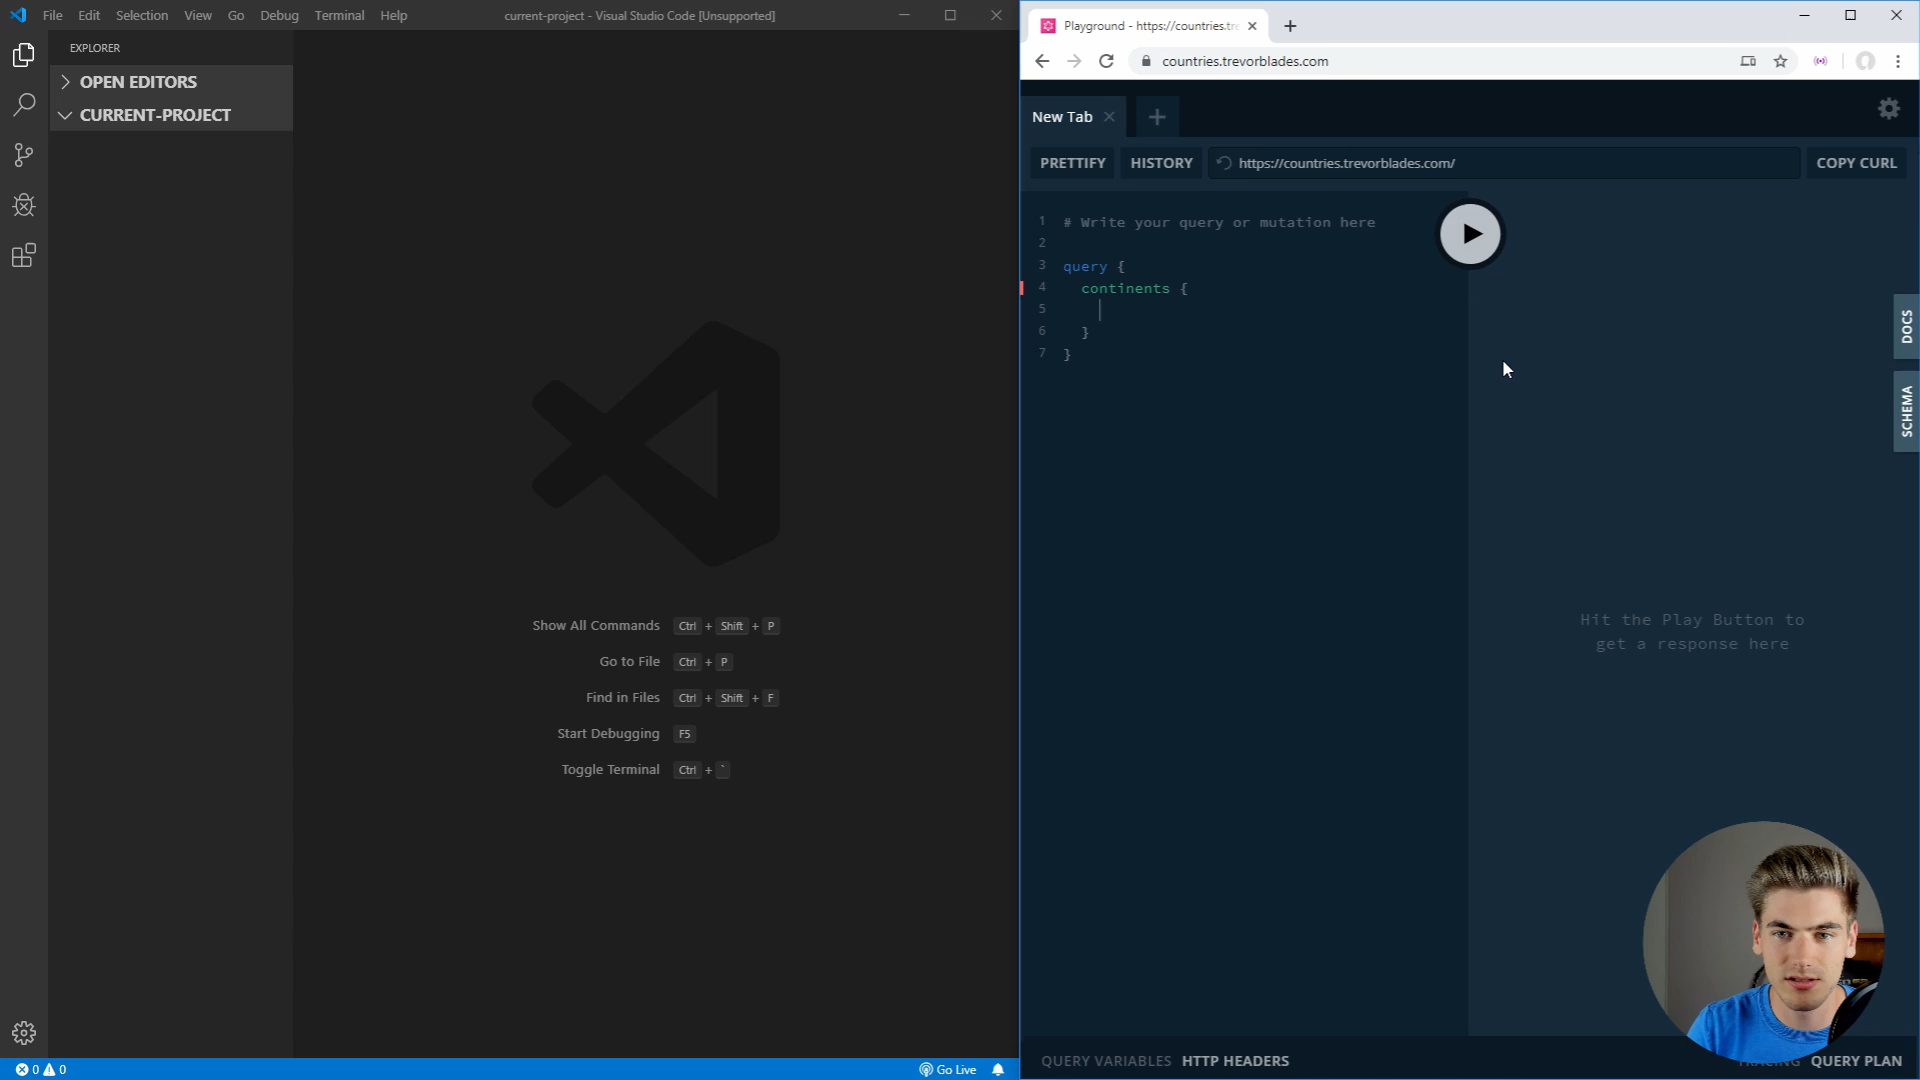 File Edit Selection View Go Debug Terminal Help
current-project - Visual Studio Code [Unsupported]
EXPLORER
OPEN EDITORS
CURRENT-PROJECT
Show All Commands Ctrl + Shift + P
Go to File Ctrl + P
Find in Files Ctrl + Shift + F
Start Debugging F5
Toggle Terminal Ctrl + `
0 0
Go Live
Playground - https://countries.tre
countries.trevorblades.com
New Tab
PRETTIFY HISTORY https://countries.trevorblades.com/ COPY CURL
1 # Write your query or mutation here
2
3 query {
4 continents {
5
6 }
7 }
DOCS
SCHEMA
Hit the Play Button to
get a response here
QUERY VARIABLES HTTP HEADERS
TRACING QUERY PLAN